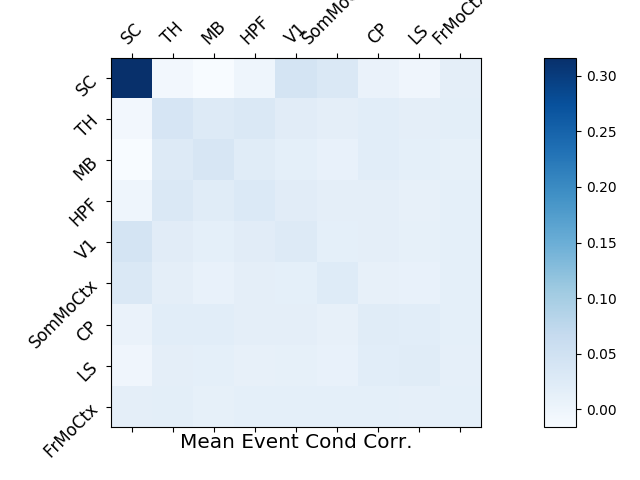 SC TH MB HPF V1 SomMoCtx CP LS FrMoCtx
SC
TH
MB
HPF
V1
SomMoCtx
CP
LS
FrMoCtx
Mean Event Cond Corr.
0.30
0.25
0.20
0.15
0.10
0.05
0.00